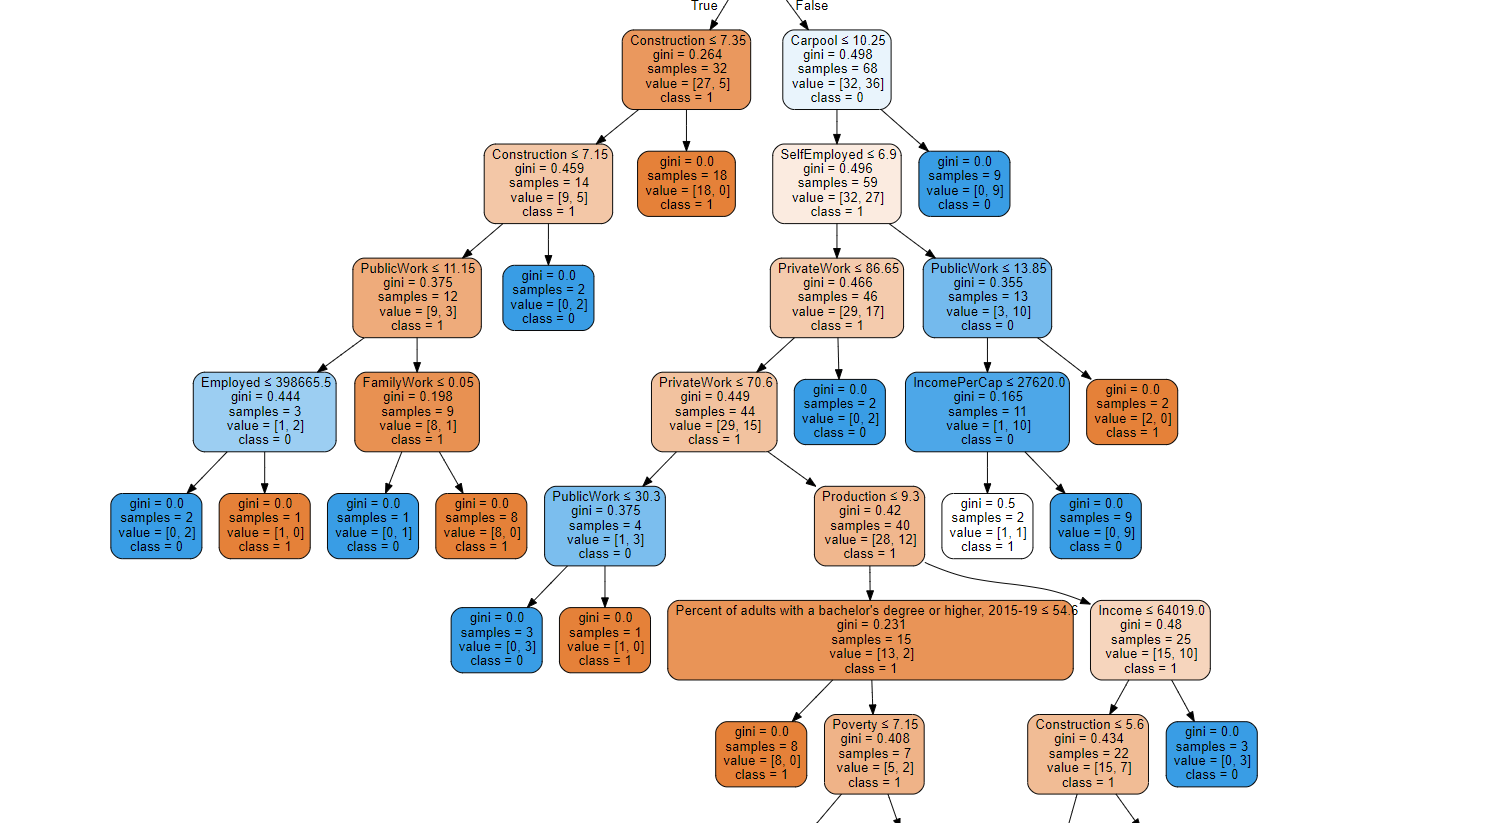 True
False
Construction ≤ 7.35
gini = 0.264
samples = 32
value = [27, 5]
class = 1
Carpool ≤ 10.25
gini = 0.498
samples = 68
value = [32, 36]
class = 0
Construction ≤ 7.15
gini = 0.459
samples = 14
value = [9, 5]
class = 1
gini = 0.0
samples = 18
value = [18, 0]
class = 1
SelfEmployed ≤ 6.9
gini = 0.496
samples = 59
value = [32, 27]
class = 1
gini = 0.0
samples = 9
value = [0, 9]
class = 0
PublicWork ≤ 11.15
gini = 0.375
samples = 12
value = [9, 3]
class = 1
gini = 0.0
samples = 2
value = [0, 2]
class = 0
PrivateWork ≤ 86.65
gini = 0.466
samples = 46
value = [29, 17]
class = 1
PublicWork ≤ 13.85
gini = 0.355
samples = 13
value = [3, 10]
class = 0
Employed ≤ 398665.5
gini = 0.444
samples = 3
value = [1, 2]
class = 0
FamilyWork ≤ 0.05
gini = 0.198
samples = 9
value = [8, 1]
class = 1
PrivateWork ≤ 70.6
gini = 0.449
samples = 44
value = [29, 15]
class = 1
gini = 0.0
samples = 2
value = [0, 2]
class = 0
IncomePerCap ≤ 27620.0
gini = 0.165
samples = 11
value = [1, 10]
class = 0
gini = 0.0
samples = 2
value = [2, 0]
class = 1
gini = 0.0
samples = 2
value = [0, 2]
class = 0
gini = 0.0
samples = 1
value = [1, 0]
class = 1
gini = 0.0
samples = 1
value = [0, 1]
class = 0
gini = 0.0
samples = 8
value = [8, 0]
class = 1
PublicWork ≤ 30.3
gini = 0.375
samples = 4
value = [1, 3]
class = 0
Production ≤ 9.3
gini = 0.42
samples = 40
value = [28, 12]
class = 1
gini = 0.5
samples = 2
value = [1, 1]
class = 1
gini = 0.0
samples = 9
value = [0, 9]
class = 0
gini = 0.0
samples = 3
value = [0, 3]
class = 0
gini = 0.0
samples = 1
value = [1, 0]
class = 1
Percent of adults with a bachelor's degree or higher, 2015-19 ≤ 54.6
gini = 0.231
samples = 15
value = [13, 2]
class = 1
Income ≤ 64019.0
gini = 0.48
samples = 25
value = [15, 10]
class = 1
gini = 0.0
samples = 8
value = [8, 0]
class = 1
Poverty ≤ 7.15
gini = 0.408
samples = 7
value = [5, 2]
class = 1
Construction ≤ 5.6
gini = 0.434
samples = 22
value = [15, 7]
class = 1
gini = 0.0
samples = 3
value = [0, 3]
class = 0